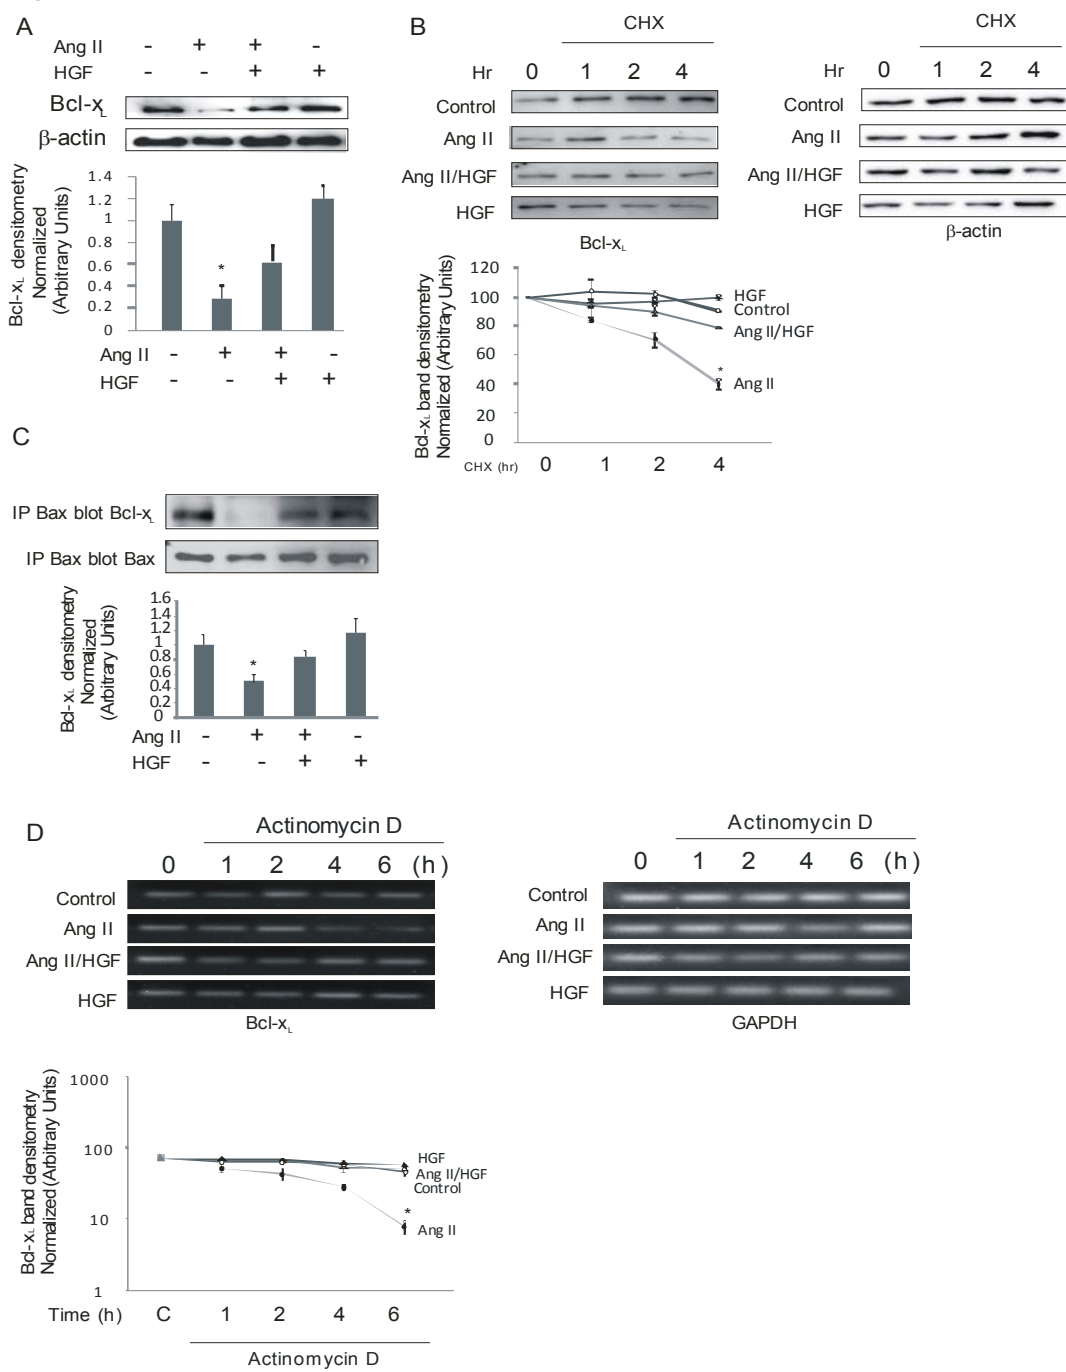 A
Ang II - + + -
HGF - - + +
Bcl-xL
β-actin
Bcl-xL densitometry
Normalized
(Arbitrary Units)
1.4
1.2
1
0.8
0.6
0.4
0.2
0
*
Ang II - + + -
HGF - - + +
B
CHX
Hr 0 1 2 4
Control
Ang II
Ang II/HGF
HGF
Bcl-xL
CHX
Hr 0 1 2 4
Control
Ang II
Ang II/HGF
HGF
β-actin
Bcl-xL band densitometry
Normalized (Arbitrary Units)
120
100
80
60
40
20
0
HGF
Control
Ang II/HGF
*
Ang II
CHX (hr) 0 1 2 4
C
IP Bax blot Bcl-xL
IP Bax blot Bax
Bcl-xL densitometry
Normalized
(Arbitrary Units)
1.6
1.4
1.2
1
0.8
0.6
0.4
0.2
0
*
Ang II - + + -
HGF - - + +
D
Actinomycin D
0 1 2 4 6 (h)
Control
Ang II
Ang II/HGF
HGF
Bcl-xL
Actinomycin D
0 1 2 4 6 (h)
Control
Ang II
Ang II/HGF
HGF
GAPDH
Bcl-xL band densitometry
Normalized (Arbitrary Units)
1000
100
10
1
HGF
Ang II/HGF
Control
*
Ang II
Time (h) C 1 2 4 6
Actinomycin D